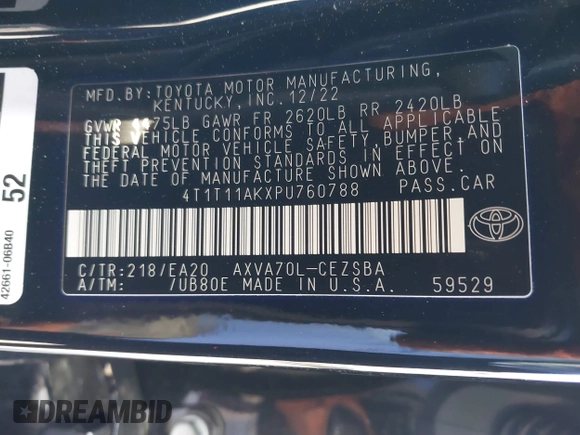 MFD.BY:TOYOTA MOTOR MANUFACTURING,
KENTUCKY,INC.12/22
GVWR GAWR FR 2620LB RR 2420LB
THIS VEHICLE CONFORMS TO ALL APPLICABLE
FEDERAL MOTOR VEHICLE SAFETY,BUMPER,AND
THEFT PREVENTION STANDARDS IN EFFECT ON
THE DATE OF MANUFACTURE SHOWN ABOVE.
4T1T11AKXPU760788 PASS.CAR
C/TR:218/EA20 AXVA70L-CEZSBA
A/TM: 7UB80E MADE IN U.S.A. 59529
52
42661-06B40
DREAMBID